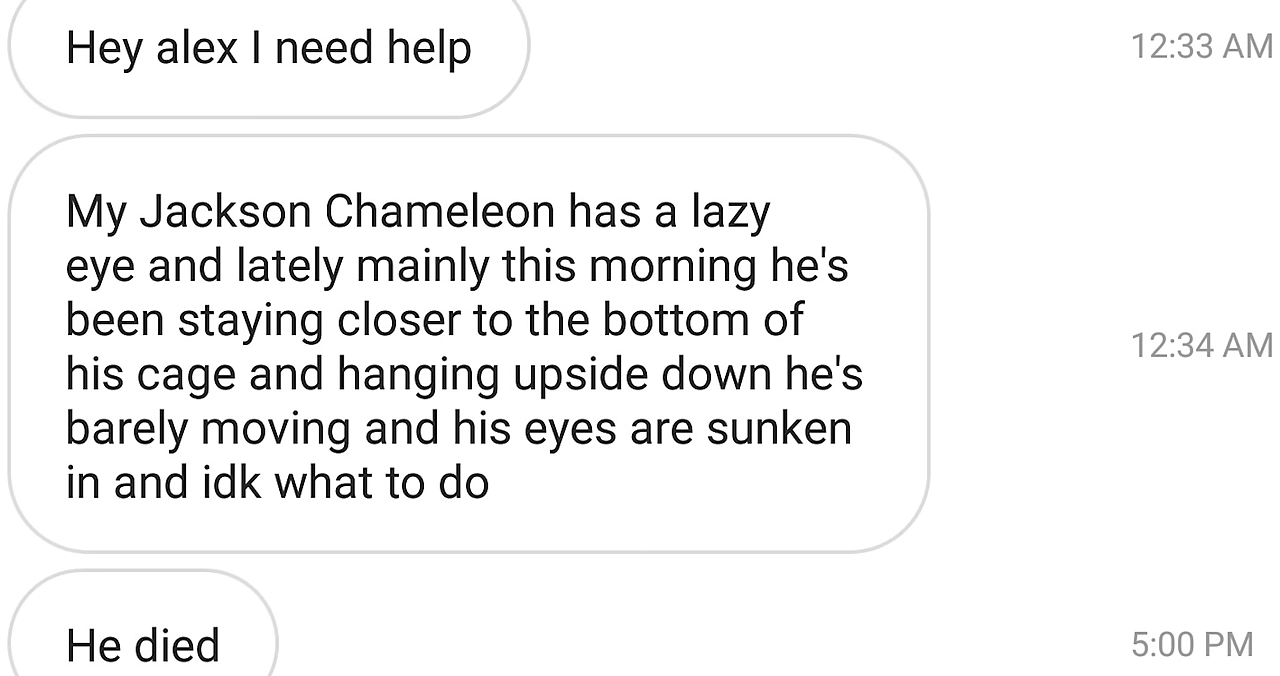 Hey alex I need help
12:33 AM
My Jackson Chameleon has a lazy
eye and lately mainly this morning he's
been staying closer to the bottom of
his cage and hanging upside down he's
barely moving and his eyes are sunken
in and idk what to do
12:34 AM
He died
5:00 PM